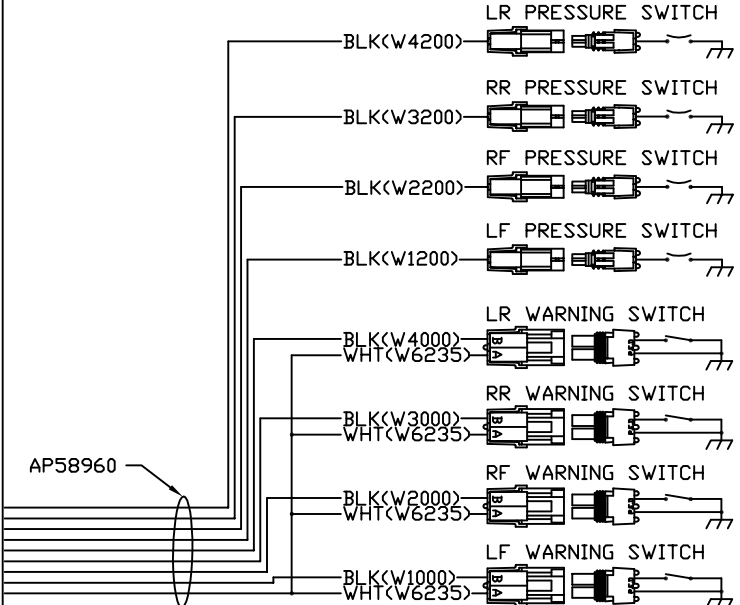 LR PRESSURE SWITCH
BLK(W4200)
RR PRESSURE SWITCH
BLK(W3200)
RF PRESSURE SWITCH
BLK(W2200)
LF PRESSURE SWITCH
BLK(W1200)
LR WARNING SWITCH
BLK(W4000)
B
WHT(W6235)
A
RR WARNING SWITCH
BLK(W3000)
B
WHT(W6235)
A
AP58960
RF WARNING SWITCH
BLK(W2000)
B
WHT(W6235)
A
LF WARNING SWITCH
BLK(W1000)
B
WHT(W6235)
A